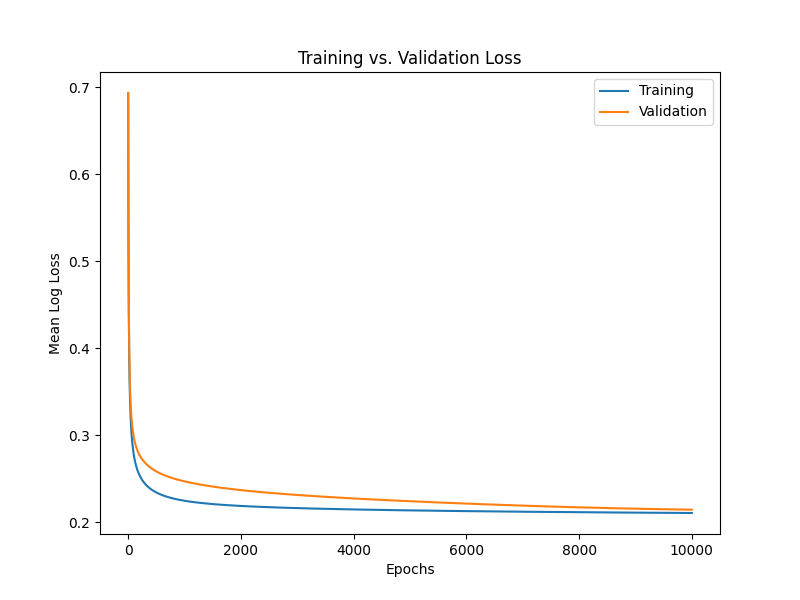 Training vs. Validation Loss
Training
Validation
0.7
0.6
0.5
0.4
0.3
0.2
Mean Log Loss
0 2000 4000 6000 8000 10000
Epochs